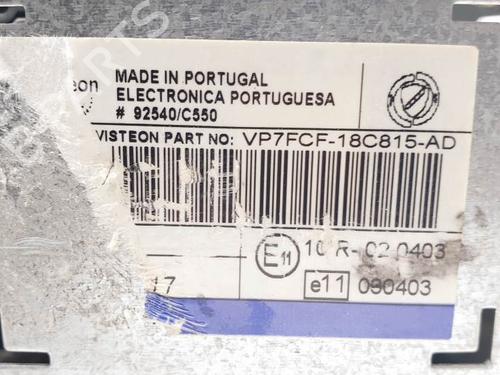 MADE IN PORTUGAL
ELECTRONICA PORTUGUESA
# 92540/C550
VISTEON PART NO: VP7FCF-18C815-AD
E11 10 R- 02 0403
17 e11 090403